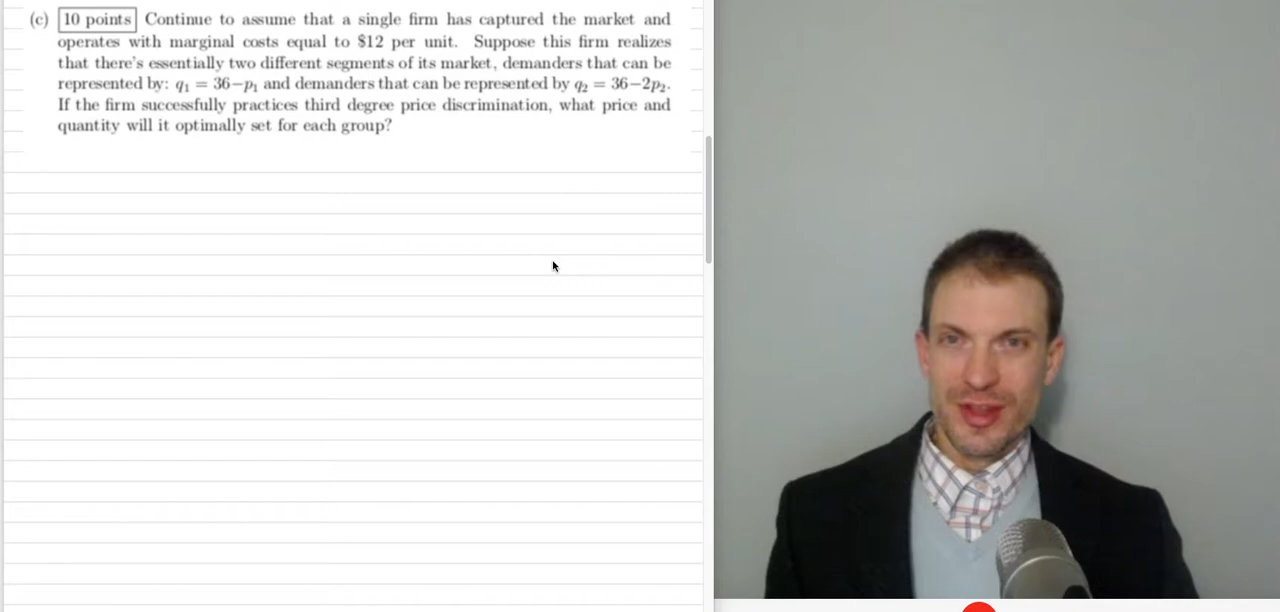 (c) 10 points Continue to assume that a single firm has captured the market and
operates with marginal costs equal to $12 per unit. Suppose this firm realizes
that there's essentially two different segments of its market, demanders that can be
represented by: q₁ = 36−p₁ and demanders that can be represented by q₂ = 36−2p₂.
If the firm successfully practices third degree price discrimination, what price and
quantity will it optimally set for each group?